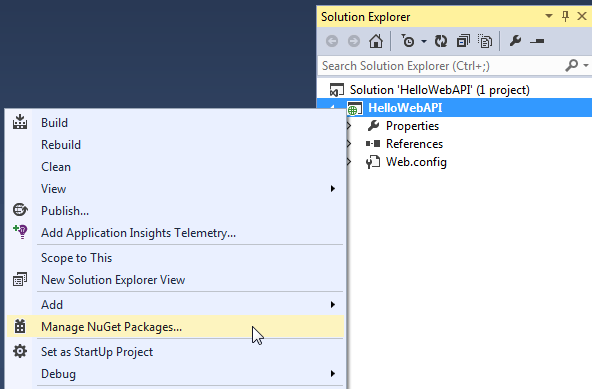 Solution Explorer
Search Solution Explorer (Ctrl+;)
Solution 'HelloWebAPI' (1 project)
HelloWebAPI
Properties
References
Web.config
Build
Rebuild
Clean
View
Publish...
Add Application Insights Telemetry...
Scope to This
New Solution Explorer View
Add
Manage NuGet Packages...
Set as StartUp Project
Debug